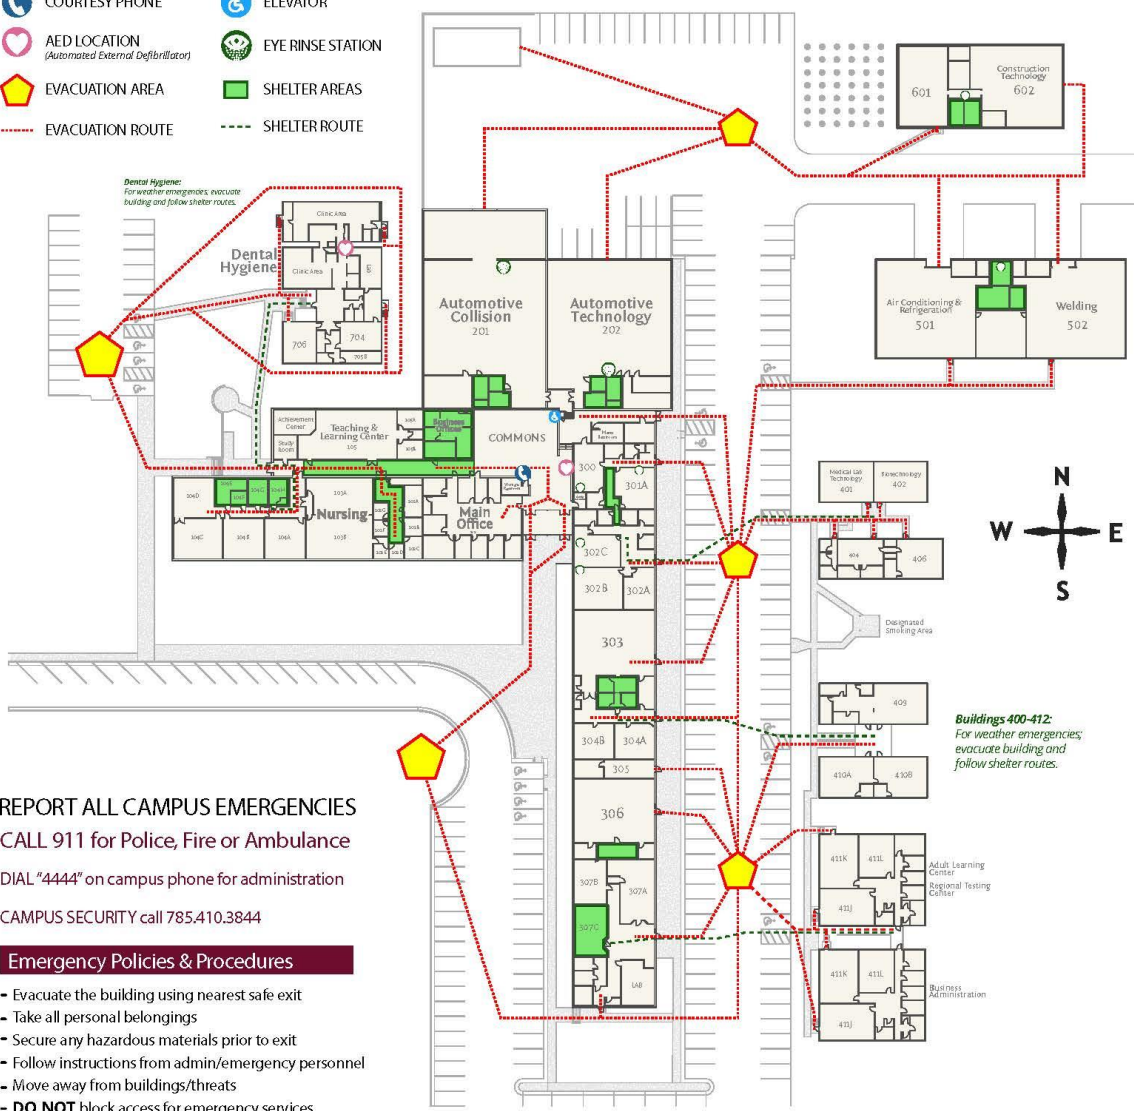 COURTESY PHONE
ELEVATOR
AED LOCATION
(Automated External Defibrillator)
EYE RINSE STATION
EVACUATION AREA
SHELTER AREAS
EVACUATION ROUTE
SHELTER ROUTE
Dental Hygiene:
For weather emergencies, evacuate
building and follow shelter routes.
Construction
Technology
601
602
Clinic Area
Dental
Hygiene
Clinic Area
706
704
Automotive
Collision
201
Automotive
Technology
202
Air Conditioning &
Refrigeration
501
Welding
502
Achievement
Center
Study
Room
Teaching &
Learning Center
105
Business
Office
COMMONS
300
301A
Medical Lab
Technology
401
Biotechnology
402
N
W
E
S
104D
103A
Nursing
Main
Office
104C
104B
104A
103B
302C
404
406
302B
302A
Designated
Smoking Area
303
409
Buildings 400-412:
For weather emergencies;
evacuate building and
follow shelter routes.
304B
304A
305
410A
410B
306
REPORT ALL CAMPUS EMERGENCIES
CALL 911 for Police, Fire or Ambulance
DIAL "4444" on campus phone for administration
CAMPUS SECURITY call 785.410.3844
411K
411L
Adult Learning
Center
Regional Testing
Center
411J
307B
307A
307C
LAB
411K
411L
Business
Administration
411J
Emergency Policies & Procedures
- Evacuate the building using nearest safe exit
- Take all personal belongings
- Secure any hazardous materials prior to exit
- Follow instructions from admin/emergency personnel
- Move away from buildings/threats
- DO NOT block access for emergency services